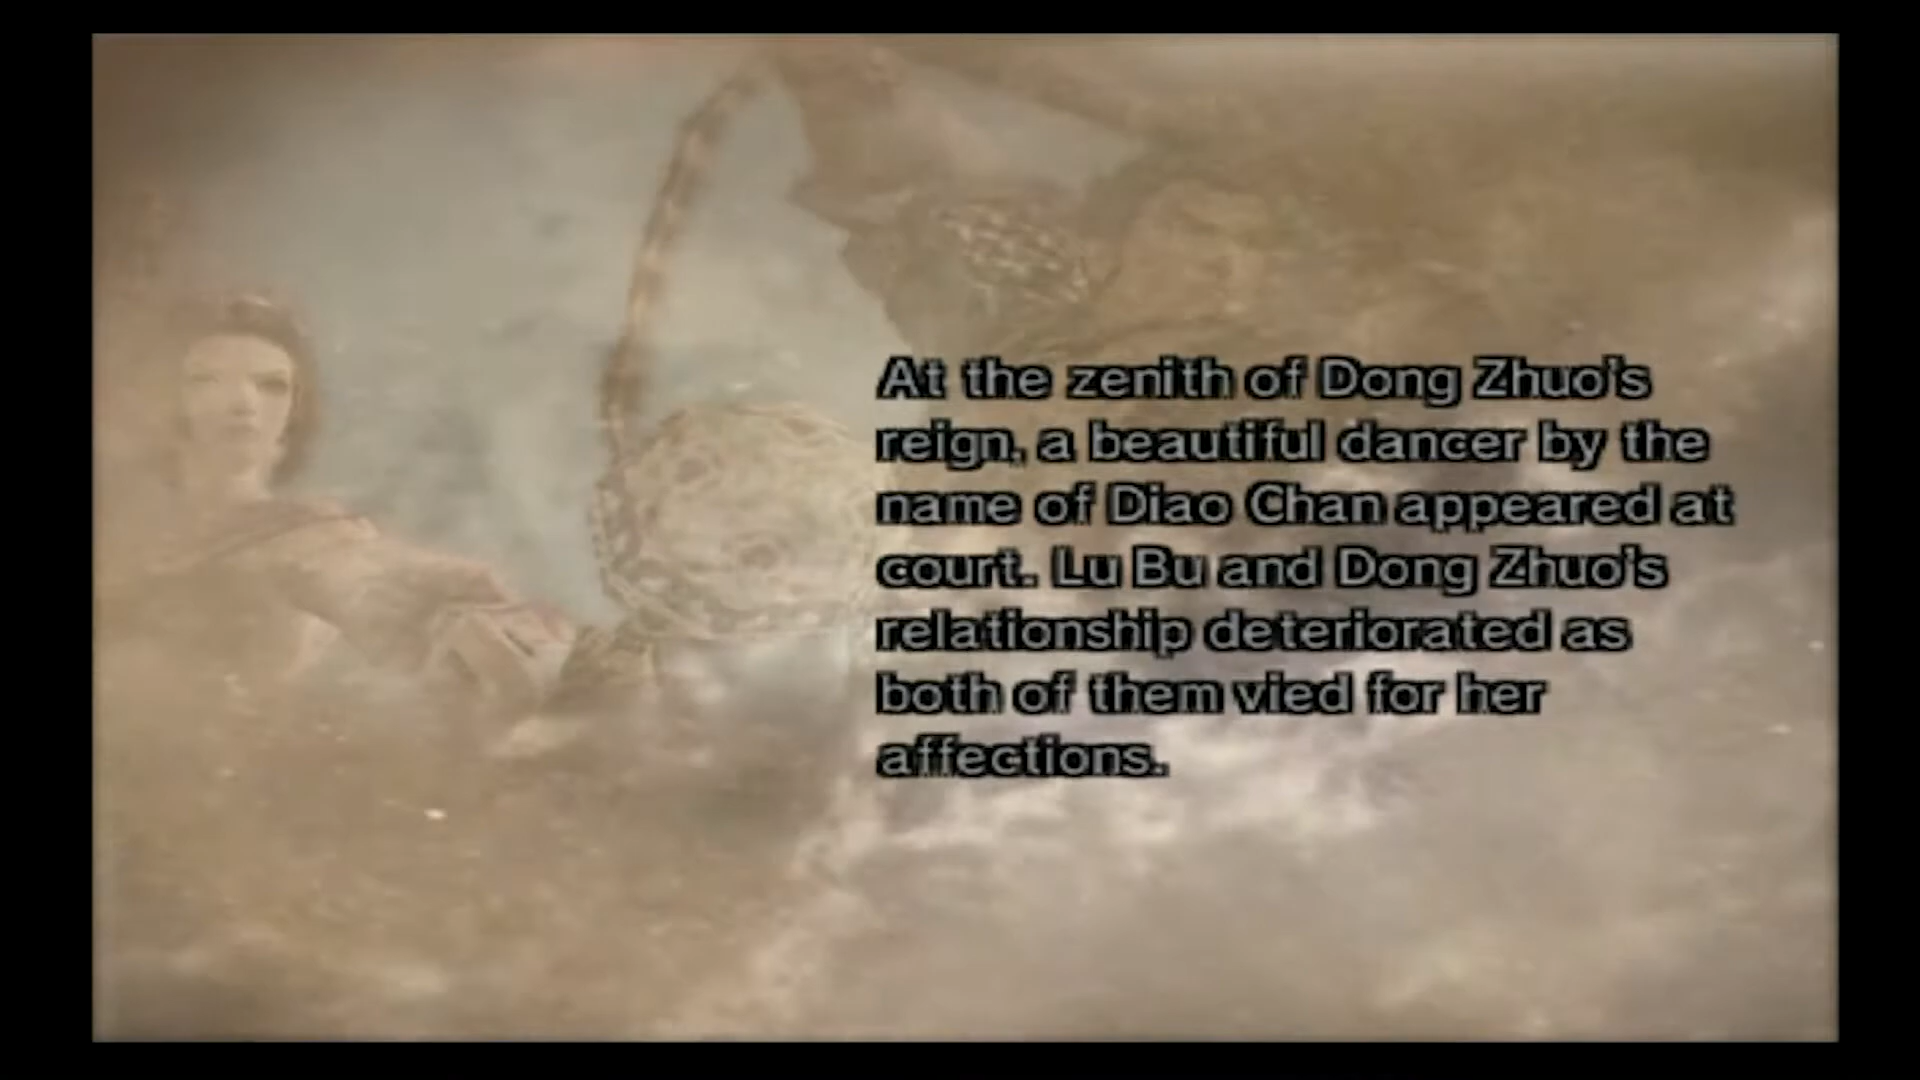 At the zenith of Dong Zhuo's
reign, a beautiful dancer by the
name of Diao Chan appeared at
court. Lu Bu and Dong Zhuo's
relationship deteriorated as
both of them vied for her
affections.